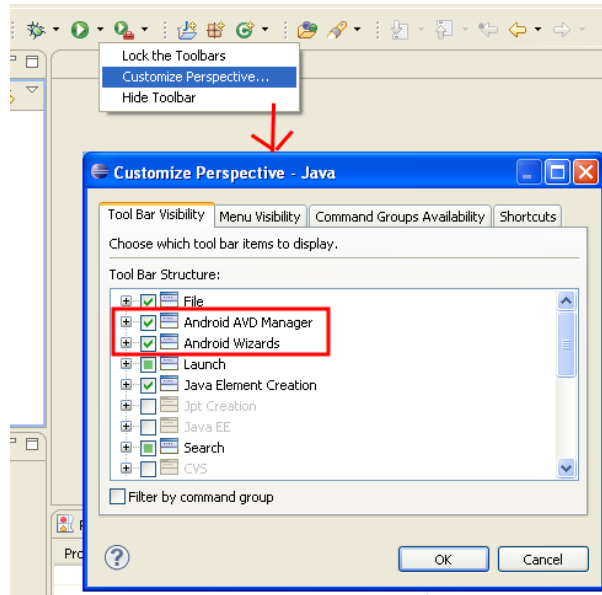 Lock the Toolbars
Customize Perspective...
Hide Toolbar
Customize Perspective - Java
Tool Bar Visibility Menu Visibility Command Groups Availability Shortcuts
Choose which tool bar items to display.
Tool Bar Structure:
File
Android AVD Manager
Android Wizards
Launch
Java Element Creation
Jpt Creation
Java EE
Search
CVS
Filter by command group
OK Cancel